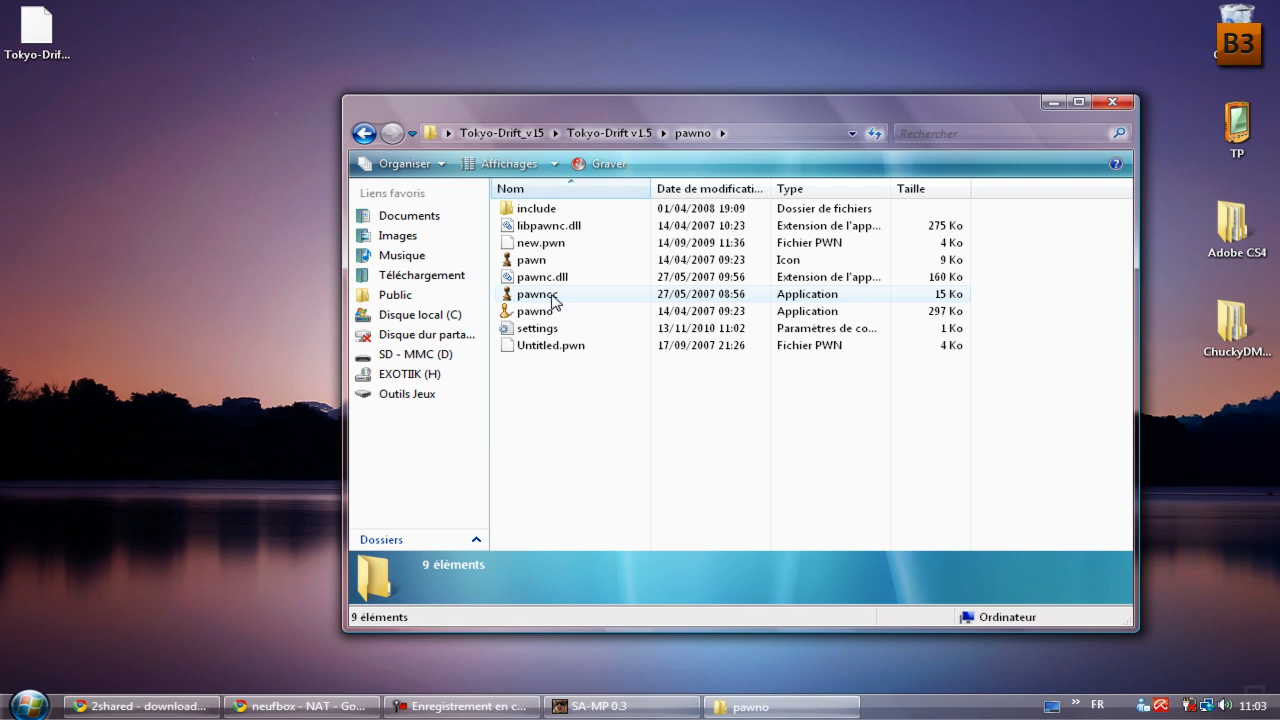 Tokyo-Drif...
B3
TP
Adobe CS4
ChuckyDM...
Tokyo-Drift_v15
Tokyo-Drift v1.5
pawno
Rechercher
Organiser
Affichages
Graver
Liens favoris
Documents
Images
Musique
Téléchargement
Public
Disque local (C)
Disque dur parta...
SD - MMC (D)
EXOTIIK (H)
Outils Jeux
Dossiers
Nom Date de modificati... Type Taille
include 01/04/2008 19:09 Dossier de fichiers
libpawnc.dll 14/04/2007 10:23 Extension de l'app... 275 Ko
new.pwn 14/09/2009 11:36 Fichier PWN 4 Ko
pawn 14/04/2007 09:23 Icon 9 Ko
pawnc.dll 27/05/2007 09:56 Extension de l'app... 160 Ko
pawncc 27/05/2007 08:56 Application 15 Ko
pawno 14/04/2007 09:23 Application 297 Ko
settings 13/11/2010 11:02 Paramètres de co... 1 Ko
Untitled.pwn 17/09/2007 21:26 Fichier PWN 4 Ko
9 éléments
9 éléments
Ordinateur
2shared - download...
neufbox - NAT - Go...
Enregistrement en c...
SA-MP 0.3
pawno
FR
11:03